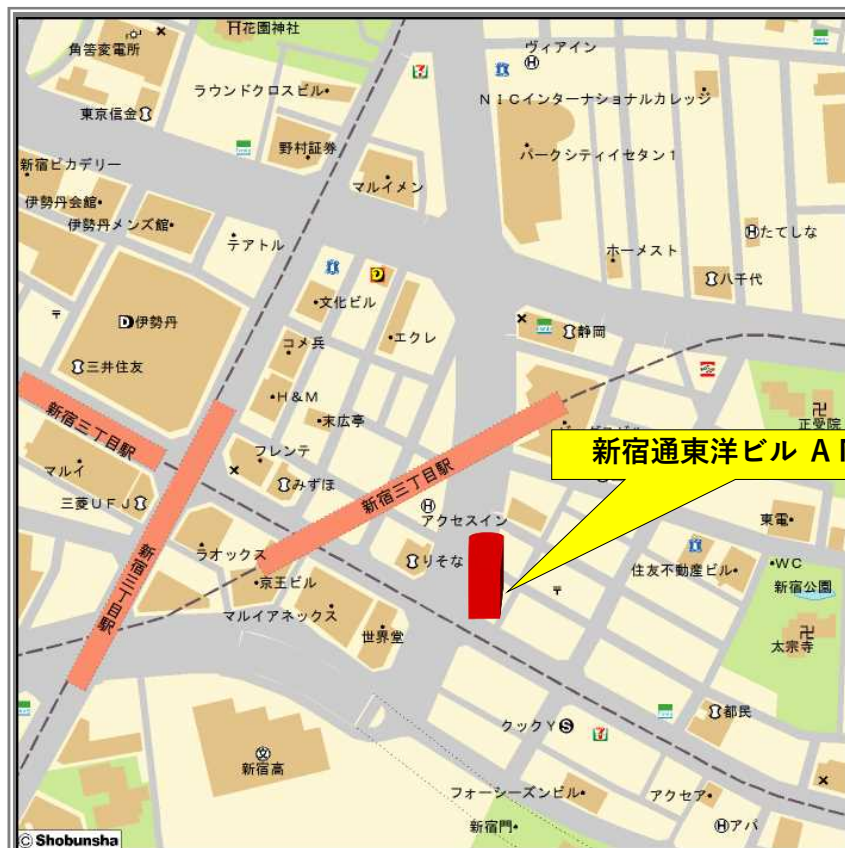 花園神社
角筈変電所
ヴィアイン
ラウンドクロスビル
NICインターナショナルカレッジ
東京信金
野村証券
パークシティイセタン1
新宿ピカデリー
マルイメン
伊勢丹会館
伊勢丹メンズ館
テアトル
たてしな
ホーメスト
八千代
文化ビル
〒
D伊勢丹
エクレ
静岡
コメ兵
三井住友
H&M
末広亭
正受院
新宿三丁目駅
フレンテ
新宿通東洋ビル A
マルイ
みずほ
新宿三丁目駅
三菱UFJ
アクセスイン
東電
新宿三丁目駅
ラオックス
りそな
住友不動産ビル
WC
京王ビル
〒
新宿公園
マルイアネックス
世界堂
太宗寺
都民
クックY
新宿高
フォーシーズンビル
アクセア
新宿門
アパ
© Shobunsha